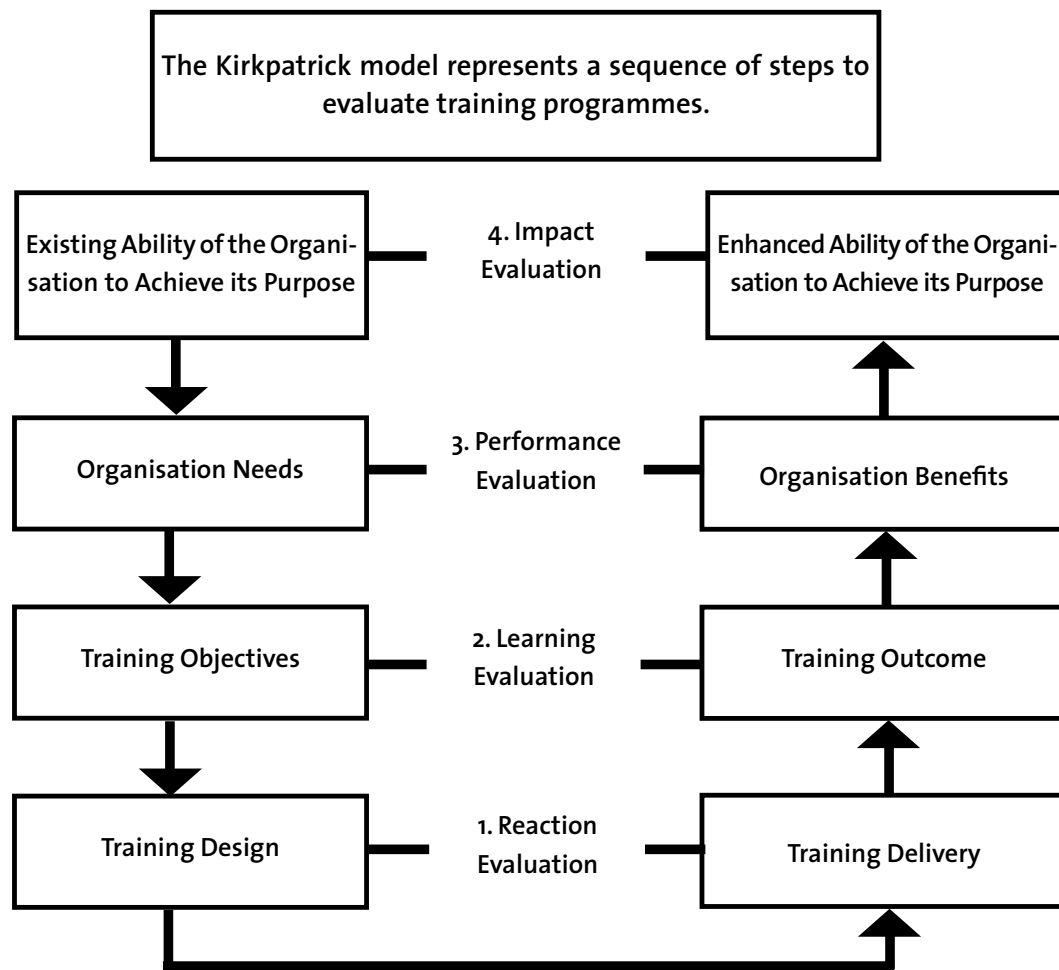 The Kirkpatrick model represents a sequence of steps to
evaluate training programmes.
Existing Ability of the Organi-
sation to Achieve its Purpose
4. Impact
Evaluation
Enhanced Ability of the Organi-
sation to Achieve its Purpose
Organisation Needs
3. Performance
Evaluation
Organisation Benefits
Training Objectives
2. Learning
Evaluation
Training Outcome
Training Design
1. Reaction
Evaluation
Training Delivery